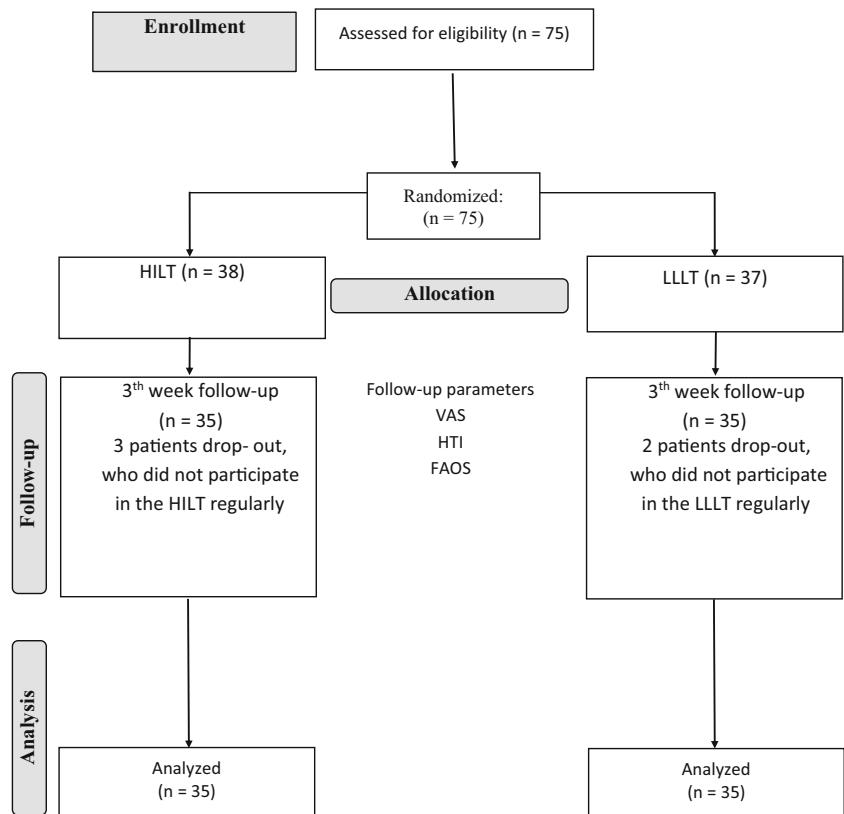 Enrollment
Assessed for eligibility (n = 75)
Randomized:
(n = 75)
HILT (n = 38)
Allocation
LLLT (n = 37)
Follow-up
3th week follow-up
(n = 35)
3 patients drop- out,
who did not participate
in the HILT regularly
Follow-up parameters
VAS
HTI
FAOS
3th week follow-up
(n = 35)
2 patients drop-out,
who did not participate
in the LLLT regularly
Analysis
Analyzed
(n = 35)
Analyzed
(n = 35)